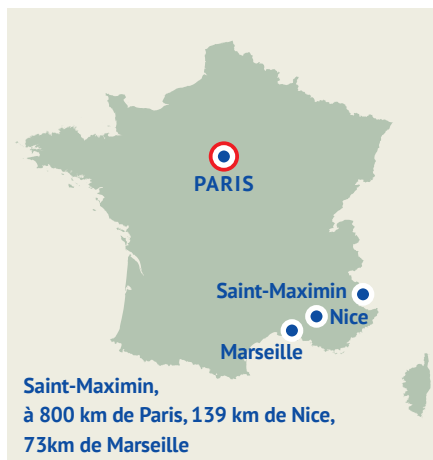 PARIS
Saint-Maximin
Nice
Marseille
Saint-Maximin,
à 800 km de Paris, 139 km de Nice,
73km de Marseille